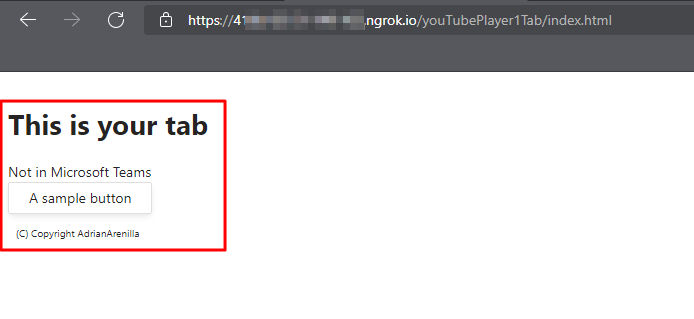 https://41.ngrok.io/youTubePlayer1Tab/index.html
This is your tab
Not in Microsoft Teams
A sample button
(C) Copyright AdrianArenilla